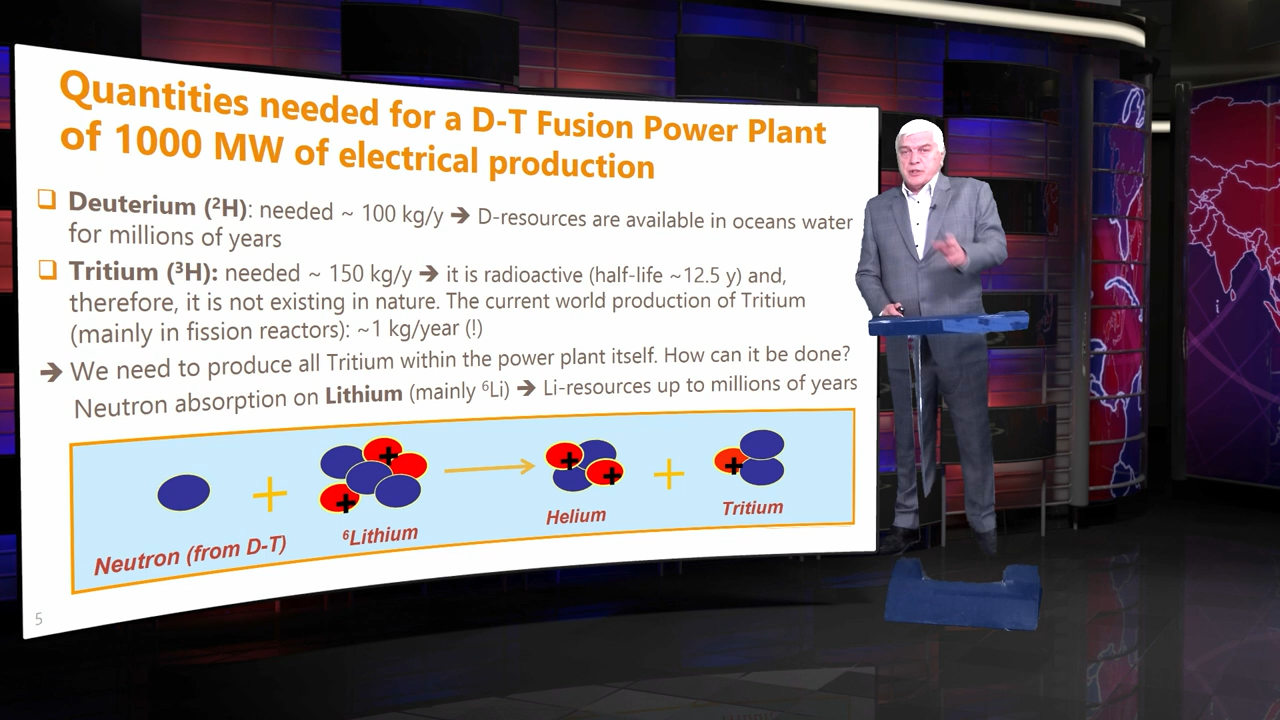 Quantities needed for a D-T Fusion Power Plant
of 1000 MW of electrical production
❑ Deuterium (²H): needed ~ 100 kg/y ➔ D-resources are available in oceans water
for millions of years
❑ Tritium (³H): needed ~ 150 kg/y ➔ it is radioactive (half-life ~12.5 y) and,
therefore, it is not existing in nature. The current world production of Tritium
(mainly in fission reactors): ~1 kg/year (!)
➔ We need to produce all Tritium within the power plant itself. How can it be done?
Neutron absorption on Lithium (mainly ⁶Li) ➔ Li-resources up to millions of years
+ + + → + + + + +
Neutron (from D-T) ⁶Lithium Helium Tritium
5